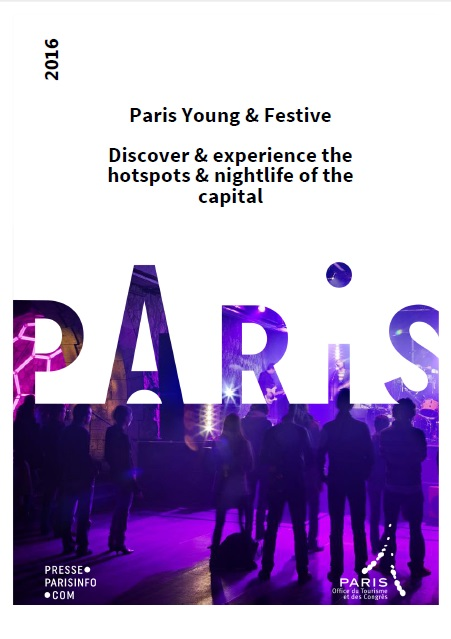 2016
Paris Young & Festive
Discover & experience the
hotspots & nightlife of the
capital
PARiS
PRESSE●
PARISINFO
●COM
PARIS
Office du Tourisme
et des Congrès